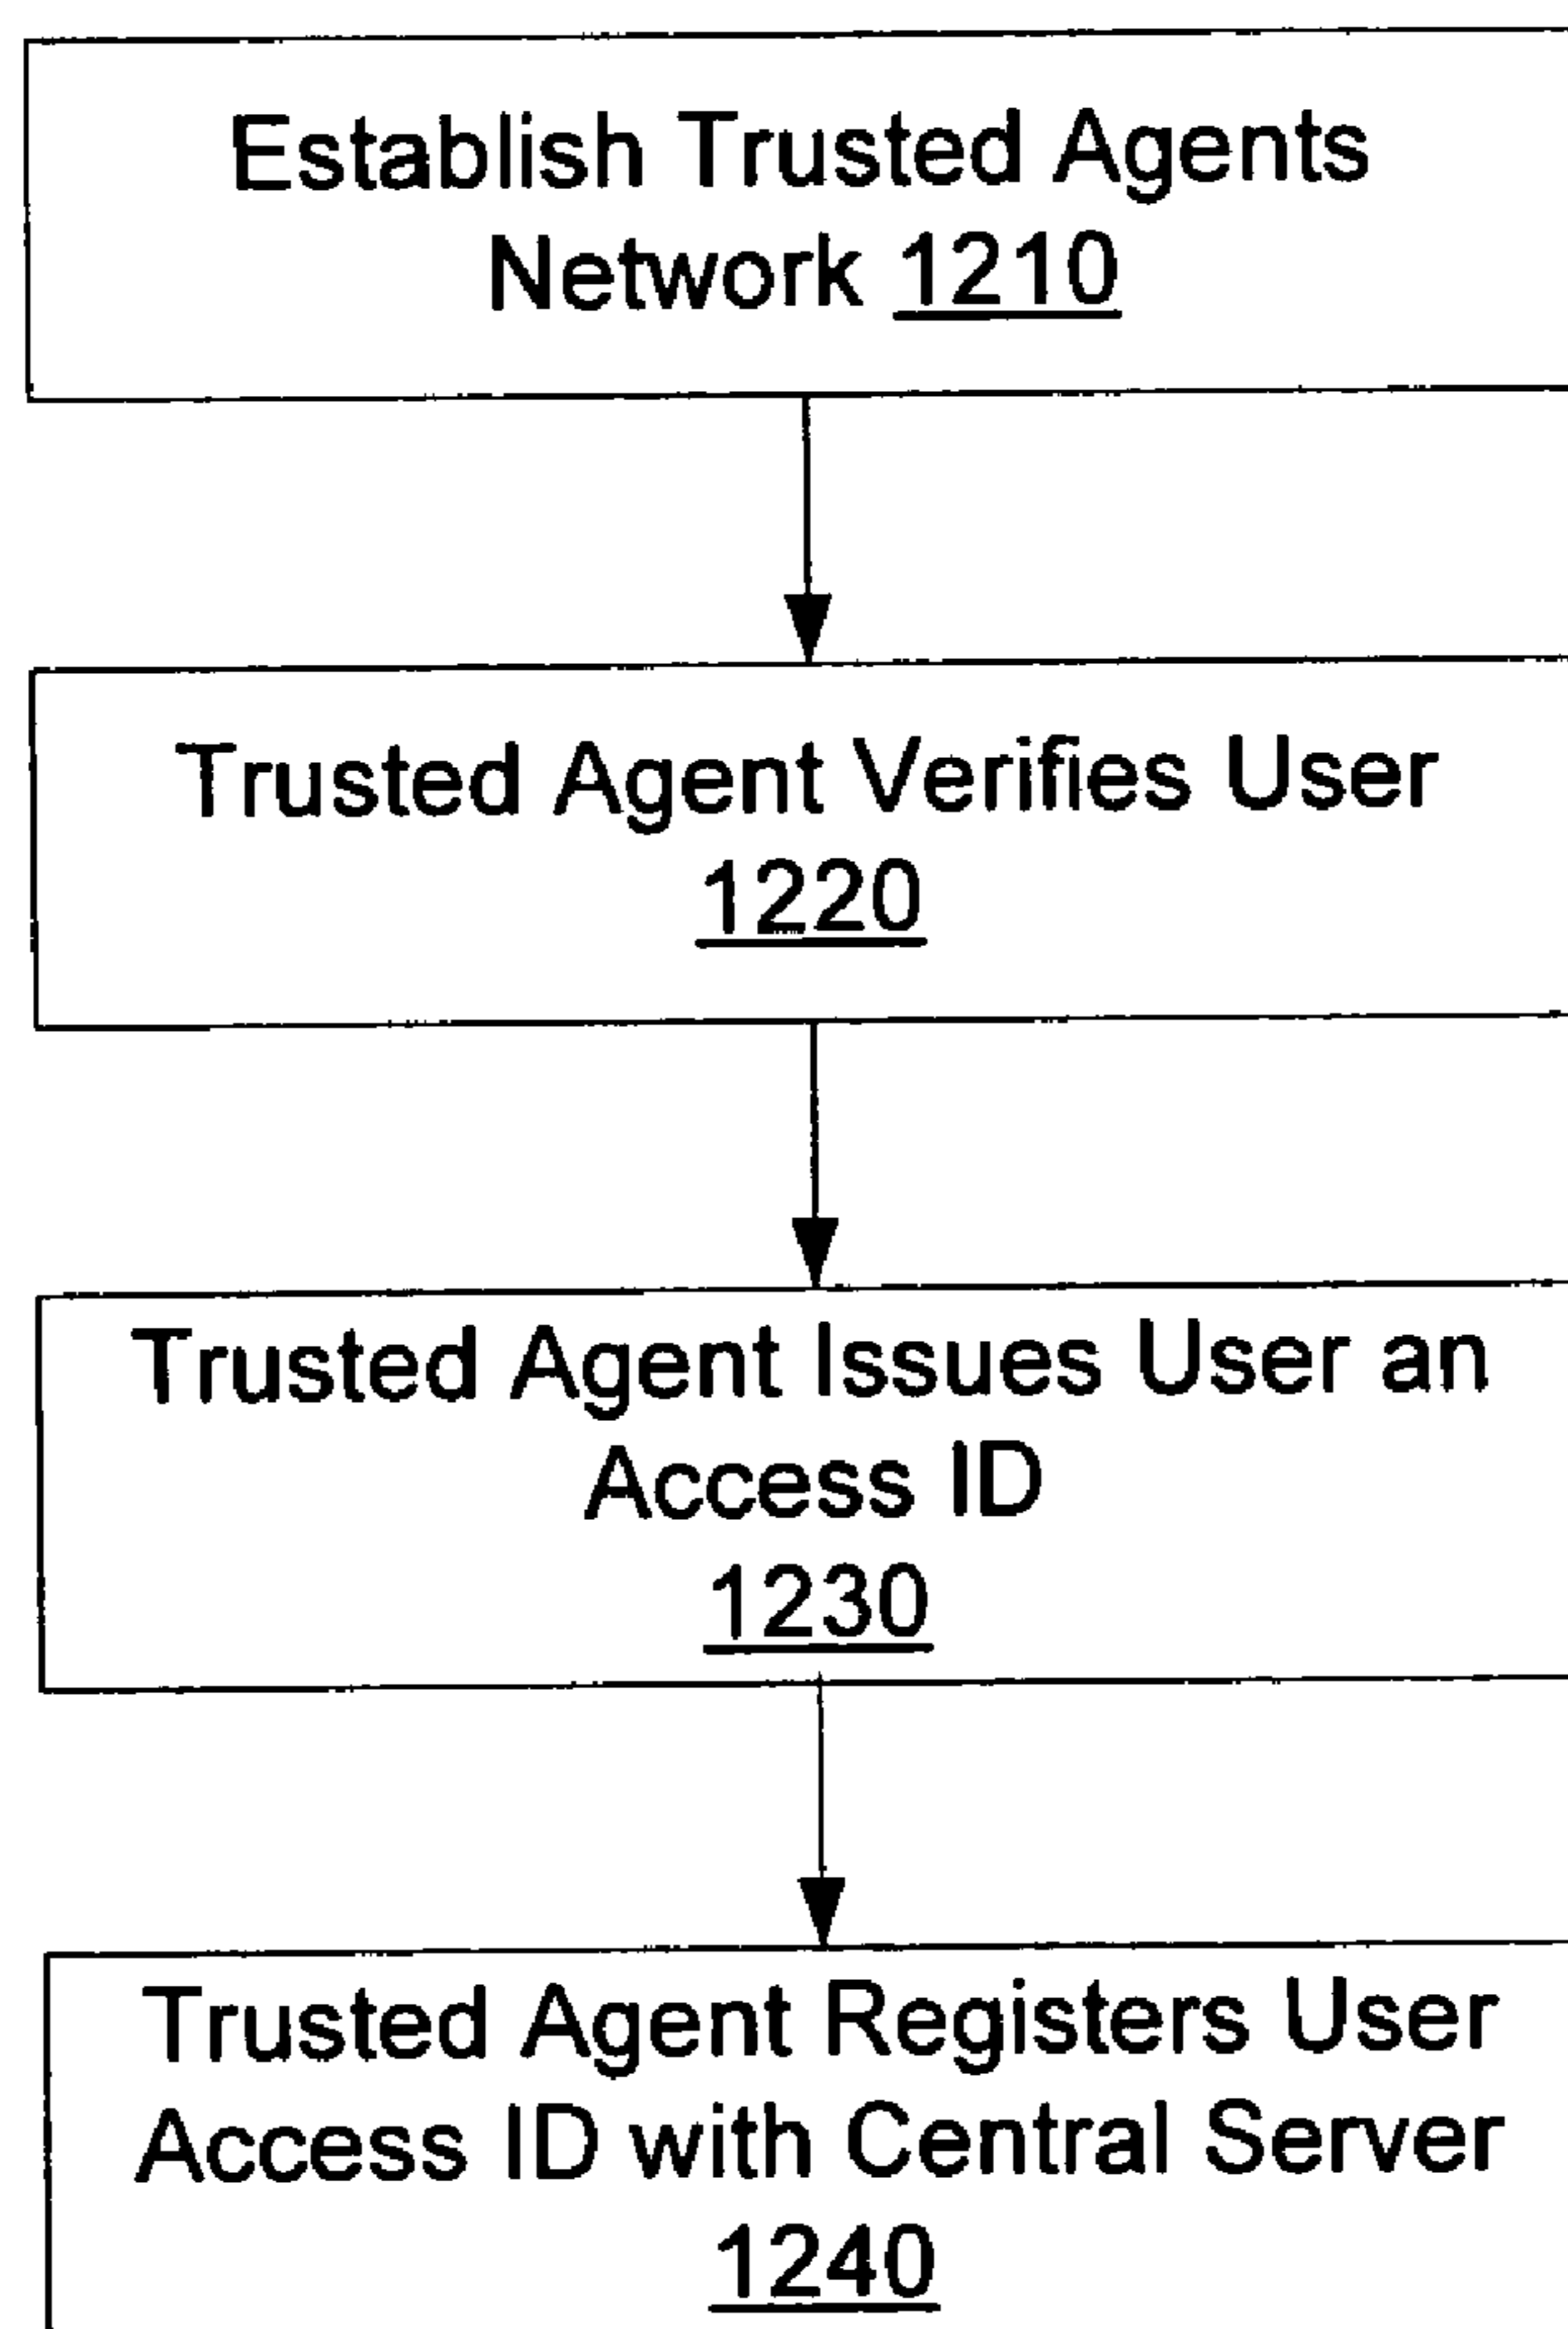 Establish Trusted Agents
Network 1210
Trusted Agent Verifies User
1220
Trusted Agent Issues User an
Access ID
1230
Trusted Agent Registers User
Access ID with Central Server
1240